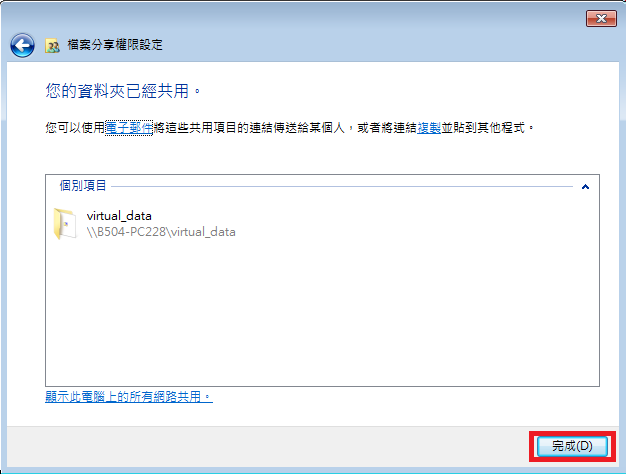 檔案分享權限設定
您的資料夾已經共用。
您可以使用電子郵件將這些共用項目的連結傳送給某個人，或者將連結複製並貼到其他程式。
個別項目
virtual_data
\\B504-PC228\virtual_data
顯示此電腦上的所有網路共用。
完成(D)